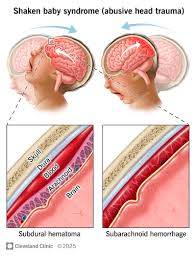 Shaken baby syndrome (abusive head trauma)
Skull
Dura
Blood
Arachnoid
Brain
Subdural hematoma
Subarachnoid hemorrhage
Cleveland Clinic © 2025